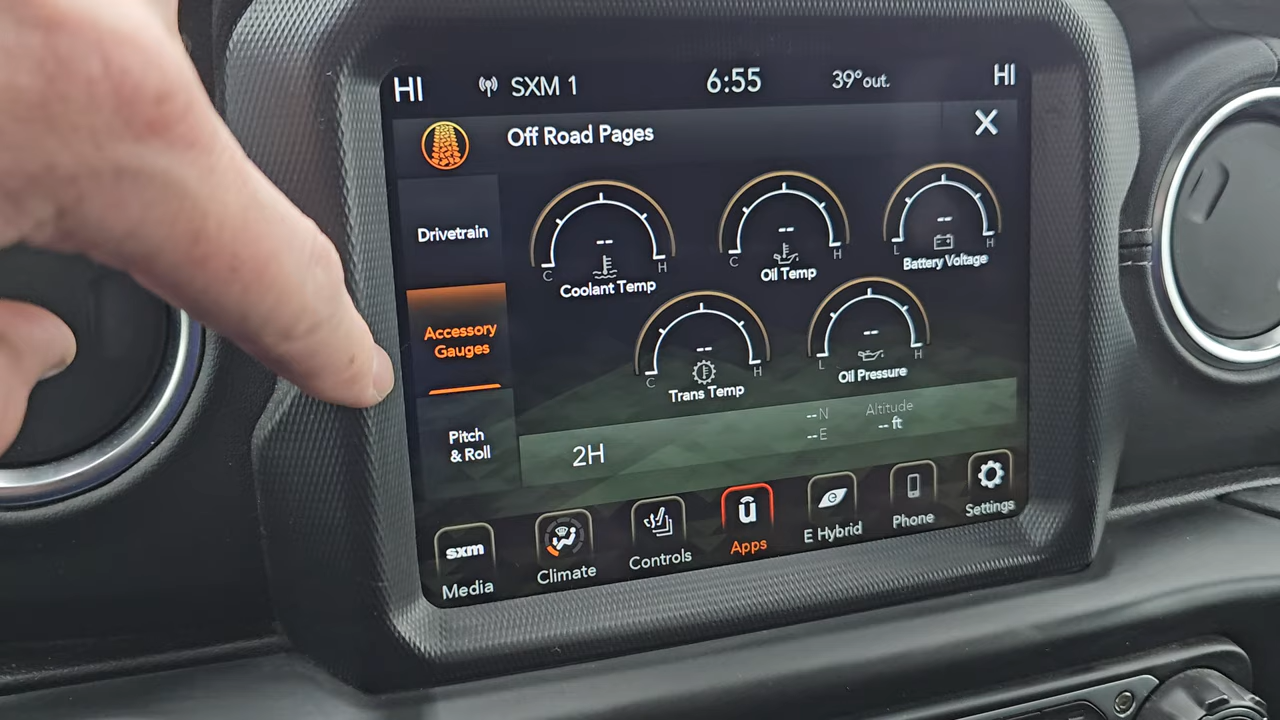 HI
SXM 1
6:55
39°out.
HI
Off Road Pages
X
Drivetrain
Accessory
Gauges
Pitch
& Roll
--
C
H
Coolant Temp
--
C
H
Oil Temp
--
L
H
Battery Voltage
--
C
H
Trans Temp
--
L
H
Oil Pressure
2H
--N
--E
Altitude
-- ft
sxm
Media
Climate
Controls
u
Apps
e
E Hybrid
Phone
Settings